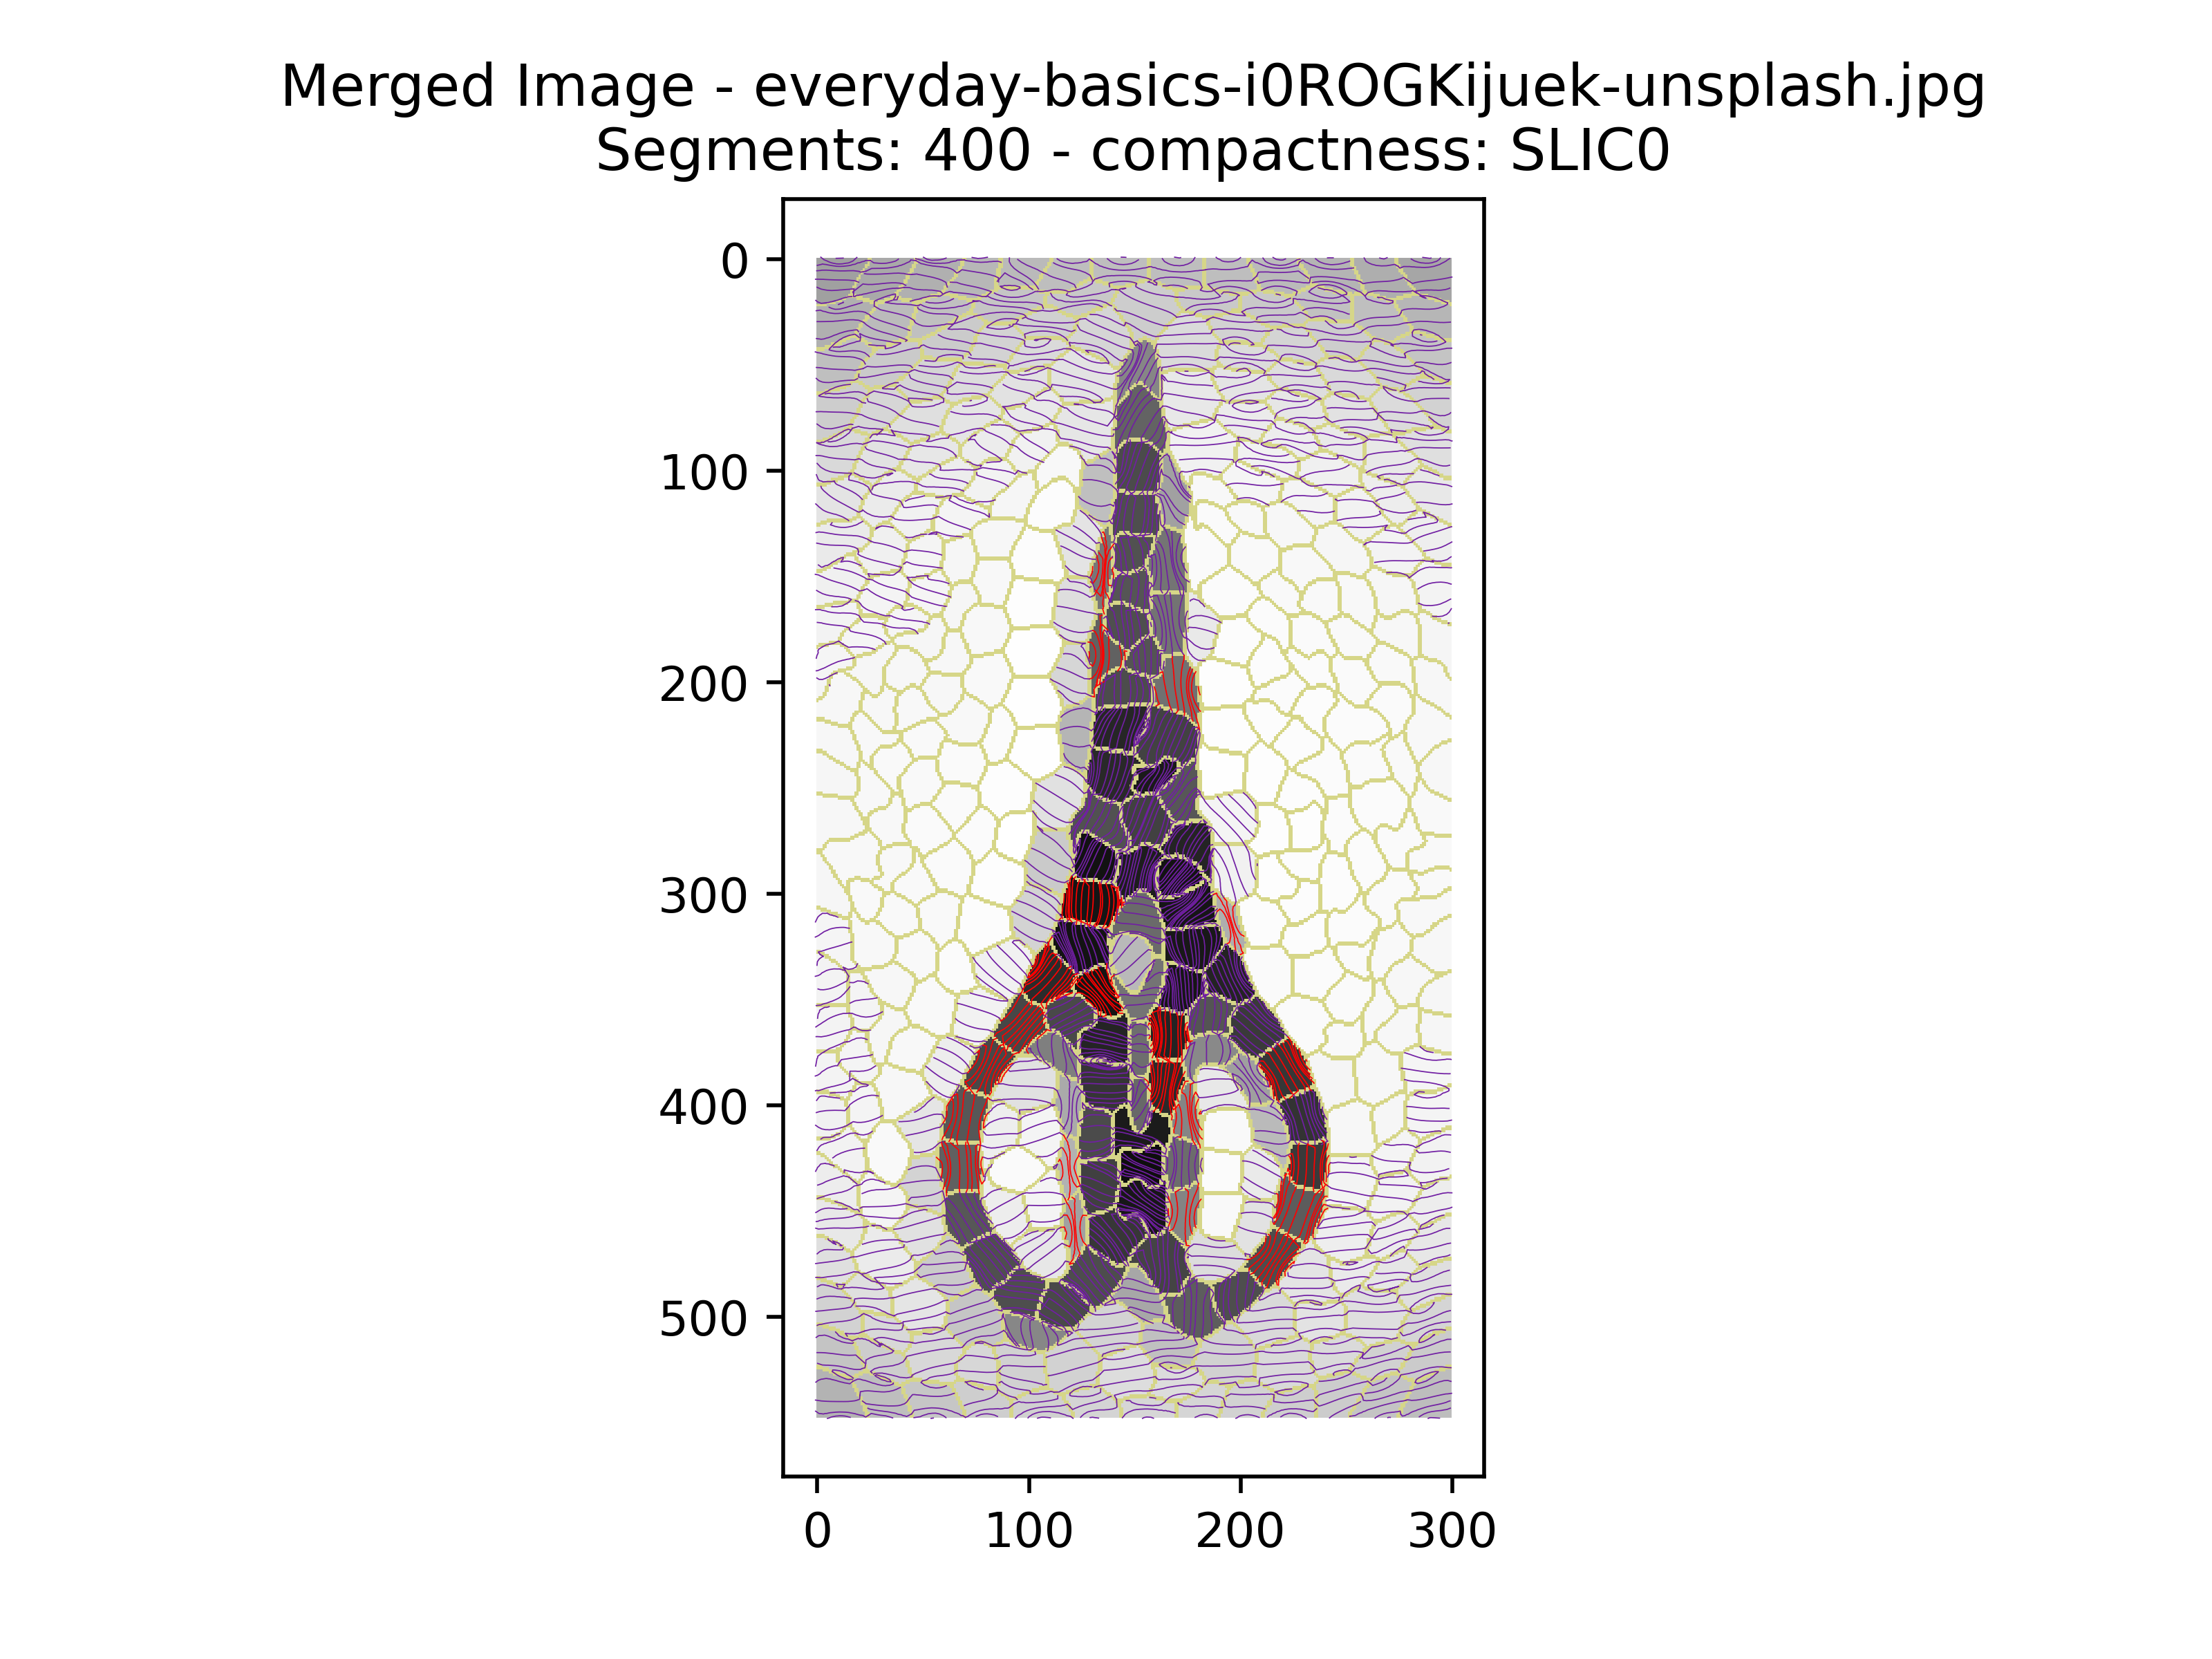 Merged Image - everyday-basics-i0ROGKijuek-unsplash.jpg
Segments: 400 - compactness: SLIC0
0
100
200
300
400
500
0 100 200 300